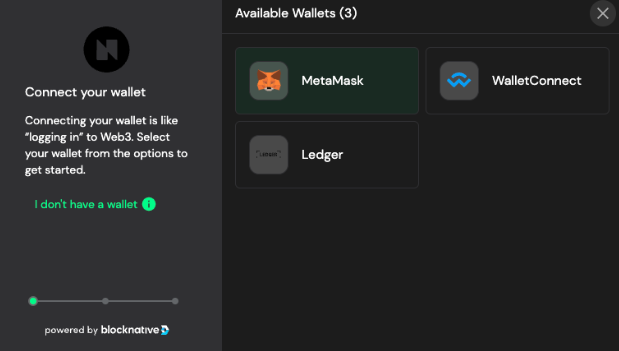 Available Wallets (3)
Connect your wallet
Connecting your wallet is like
“logging in” to Web3. Select
your wallet from the options to
get started.
I don't have a wallet
powered by blocknative
MetaMask
WalletConnect
LEDGER
Ledger